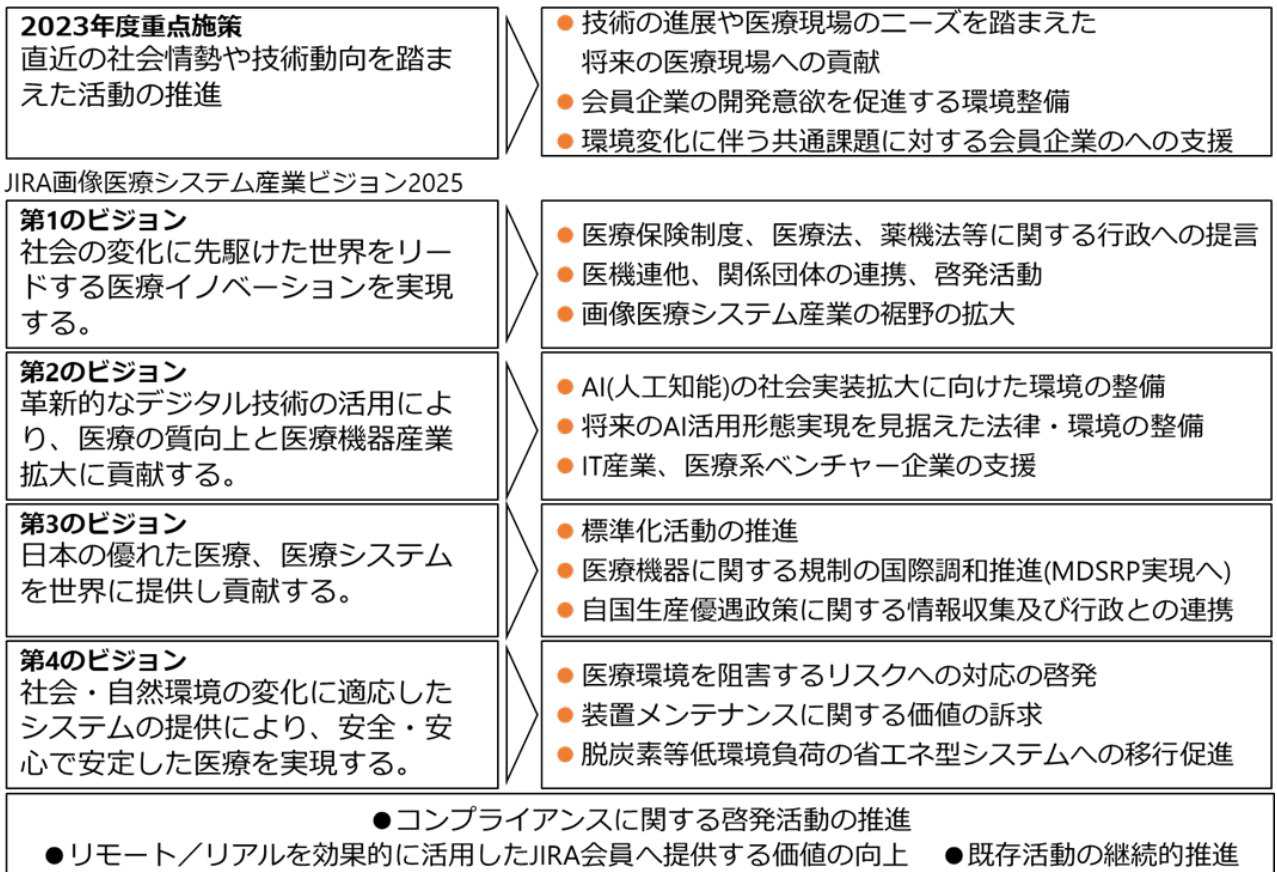 2023年度重点施策
直近の社会情勢や技術動向を踏ま
えた活動の推進
●技術の進展や医療現場のニーズを踏まえた
将来の医療現場への貢献
●会員企業の開発意欲を促進する環境整備
●環境変化に伴う共通課題に対する会員企業のへの支援
JIRA画像医療システム産業ビジョン2025
第1のビジョン
社会の変化に先駆けた世界をリー
ドする医療イノベーションを実現
する。
●医療保険制度、医療法、薬機法等に関する行政への提言
●医機連他、関係団体の連携、啓発活動
●画像医療システム産業の裾野の拡大
第2のビジョン
革新的なデジタル技術の活用によ
り、医療の質向上と医療機器産業
拡大に貢献する。
●AI(人工知能)の社会実装拡大に向けた環境の整備
●将来のAI活用形態実現を見据えた法律・環境の整備
●IT産業、医療系ベンチャー企業の支援
第3のビジョン
日本の優れた医療、医療システム
を世界に提供し貢献する。
●標準化活動の推進
●医療機器に関する規制の国際調和推進(MDSRP実現へ)
●自国生産優遇政策に関する情報収集及び行政との連携
第4のビジョン
社会・自然環境の変化に適応した
システムの提供により、安全・安
心で安定した医療を実現する。
●医療環境を阻害するリスクへの対応の啓発
●装置メンテナンスに関する価値の訴求
●脱炭素等低環境負荷の省エネ型システムへの移行促進
●コンプライアンスに関する啓発活動の推進
●リモート／リアルを効果的に活用したJIRA会員へ提供する価値の向上 ●既存活動の継続的推進